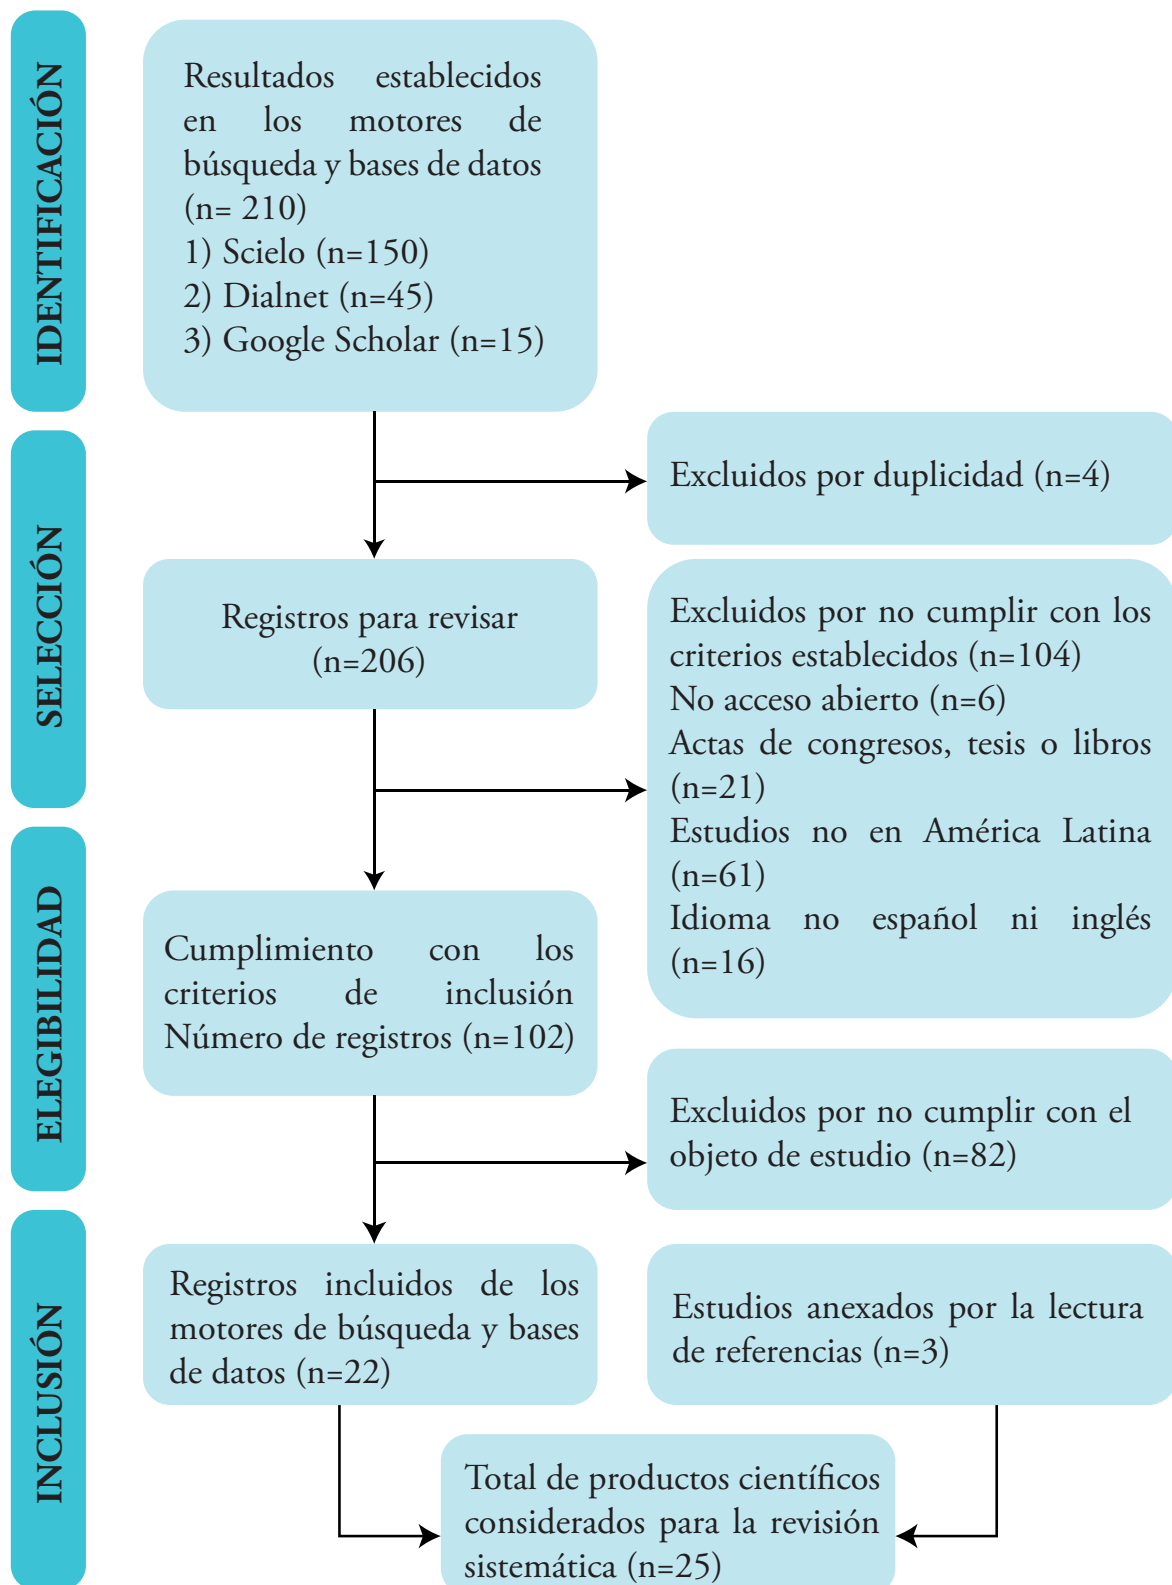 IDENTIFICACIÓN
Resultados establecidos
en los motores de
búsqueda y bases de datos
(n= 210)
1) Scielo (n=150)
2) Dialnet (n=45)
3) Google Scholar (n=15)
SELECCIÓN
Excluidos por duplicidad (n=4)
Registros para revisar
(n=206)
Excluidos por no cumplir con los
criterios establecidos (n=104)
No acceso abierto (n=6)
Actas de congresos, tesis o libros
(n=21)
Estudios no en América Latina
(n=61)
Idioma no español ni inglés
(n=16)
ELEGIBILIDAD
Cumplimiento con los
criterios de inclusión
Número de registros (n=102)
Excluidos por no cumplir con el
objeto de estudio (n=82)
INCLUSIÓN
Registros incluidos de los
motores de búsqueda y bases
de datos (n=22)
Estudios anexados por la lectura
de referencias (n=3)
Total de productos científicos
considerados para la revisión
sistemática (n=25)